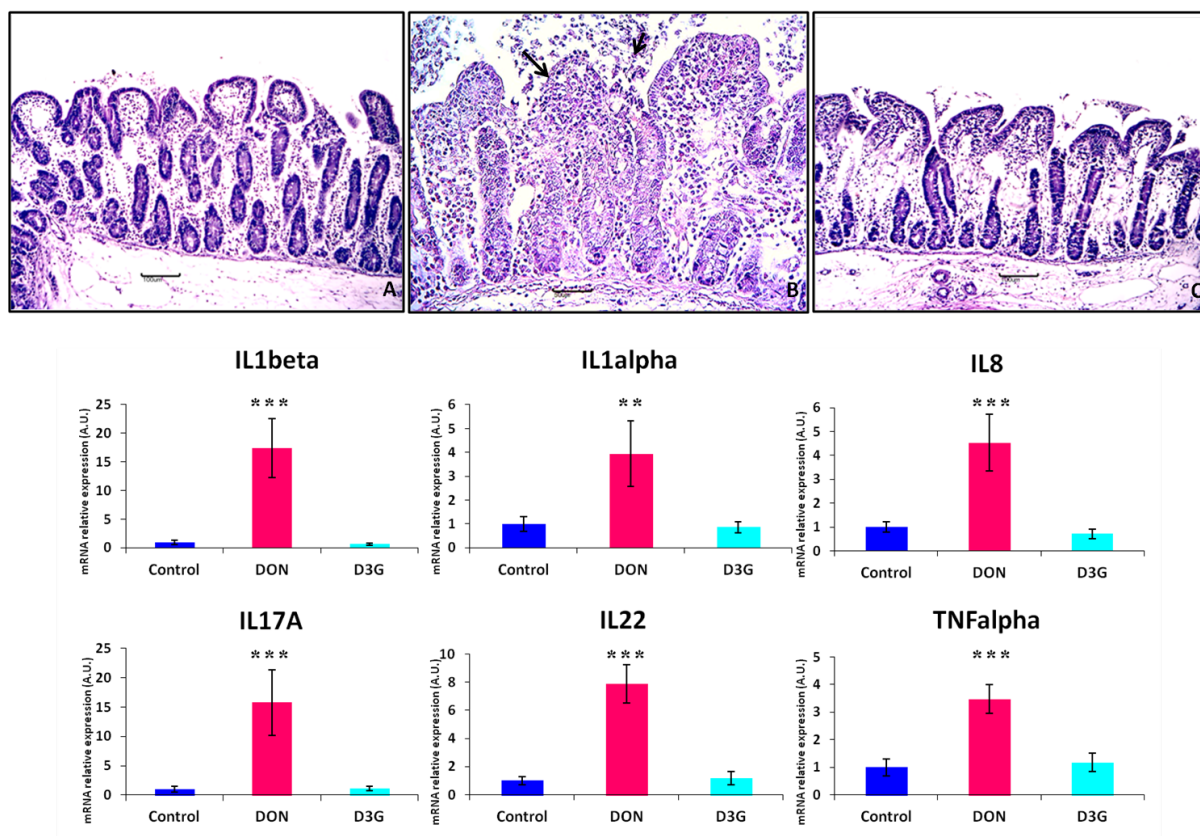 A
B
C
100um
50um
IL1beta
IL1alpha
IL8
mRNA relative expression (A.U.)
25
20
15
10
5
0
***
Control
DON
D3G
mRNA relative expression (A.U.)
6
5
4
3
2
1
0
**
Control
DON
D3G
mRNA relative expression (A.U.)
6
5
4
3
2
1
0
***
Control
DON
D3G
IL17A
IL22
TNFalpha
mRNA relative expression (A.U.)
25
20
15
10
5
0
***
Control
DON
D3G
mRNA relative expression (A.U.)
10
8
6
4
2
0
***
Control
DON
D3G
mRNA relative expression (A.U.)
5
4
3
2
1
0
***
Control
DON
D3G